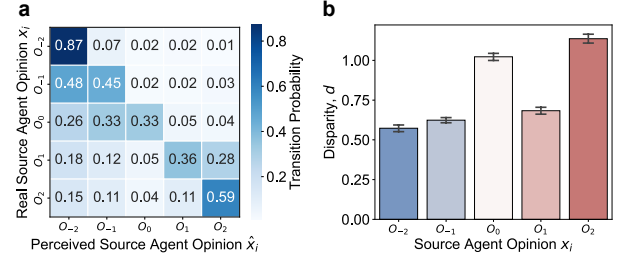 a
Real Source Agent Opinion x_i
O_{-2} 0.87 0.07 0.02 0.02 0.01
O_{-1} 0.48 0.45 0.02 0.02 0.03
O_0 0.26 0.33 0.33 0.05 0.04
O_1 0.18 0.12 0.05 0.36 0.28
O_2 0.15 0.11 0.04 0.11 0.59
O_{-2} O_{-1} O_0 O_1 O_2
Perceived Source Agent Opinion x̂_i
0.8
0.6
0.4
0.2
Transition Probability
b
Disparity, d
1.00
0.75
0.50
0.25
0.00
O_{-2} O_{-1} O_0 O_1 O_2
Source Agent Opinion x_i